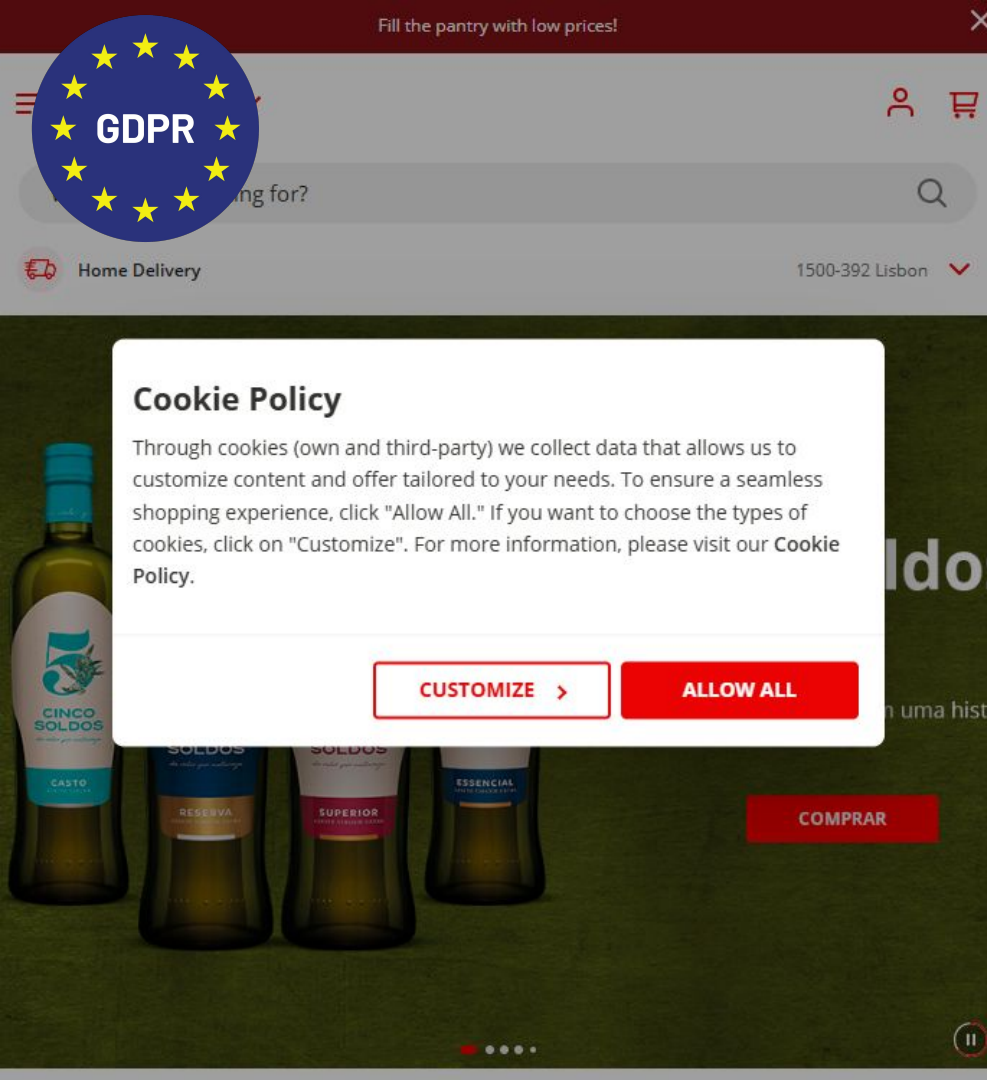 Fill the pantry with low prices!
GDPR
ng for?
Home Delivery
1500-392 Lisbon
Cookie Policy
Through cookies (own and third-party) we collect data that allows us to
customize content and offer tailored to your needs. To ensure a seamless
shopping experience, click "Allow All." If you want to choose the types of
cookies, click on "Customize". For more information, please visit our Cookie
Policy.
CUSTOMIZE
ALLOW ALL
ldo
uma hist
COMPRAR
5
CINCO
SOLDOS
CASTO
SOLDOS
RESERVA
SOLDOS
SUPERIOR
ESSENCIAL